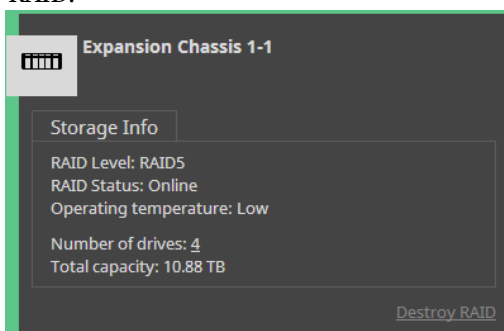 RAID.
Expansion Chassis 1-1
Storage Info
RAID Level: RAID5
RAID Status: Online
Operating temperature: Low
Number of drives: 4
Total capacity: 10.88 TB
Destroy RAID